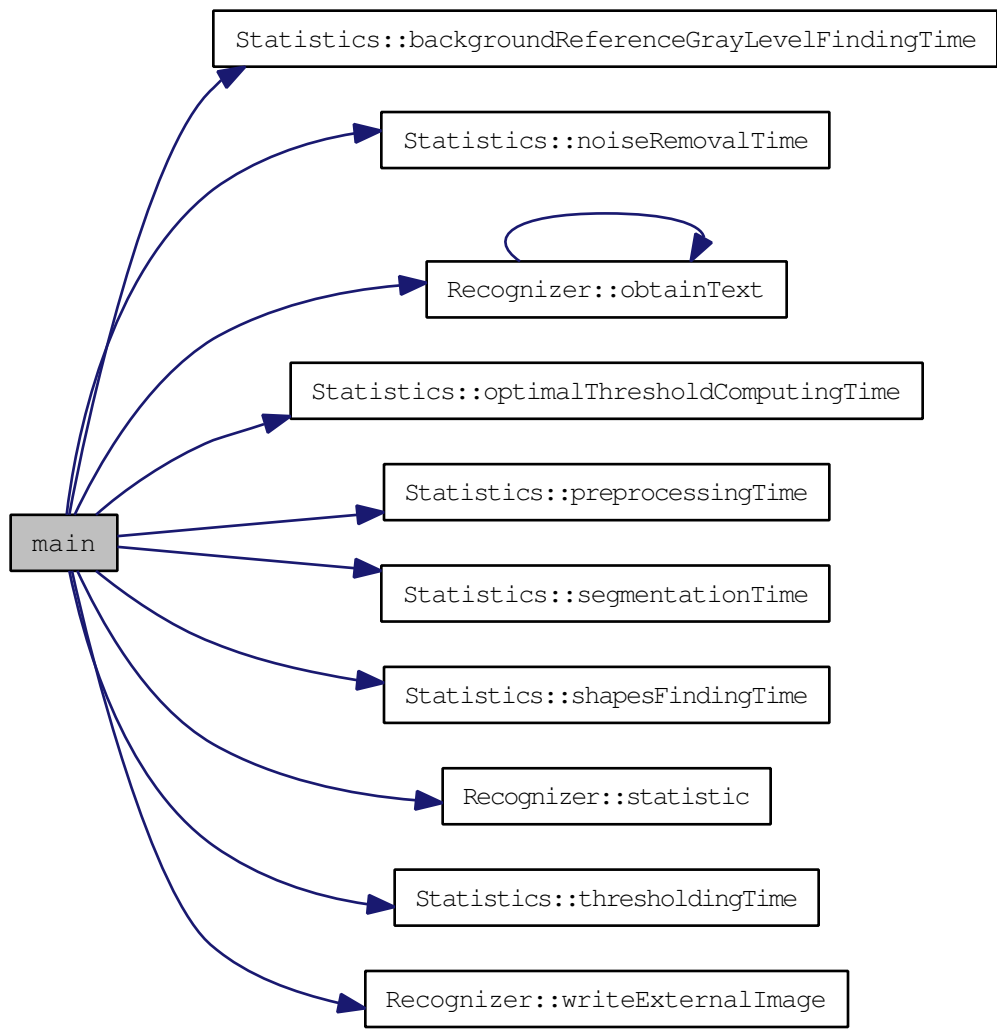 Statistics::backgroundReferenceGrayLevelFindingTime
Statistics::noiseRemovalTime
Recognizer::obtainText
Statistics::optimalThresholdComputingTime
Statistics::preprocessingTime
main
Statistics::segmentationTime
Statistics::shapesFindingTime
Recognizer::statistic
Statistics::thresholdingTime
Recognizer::writeExternalImage